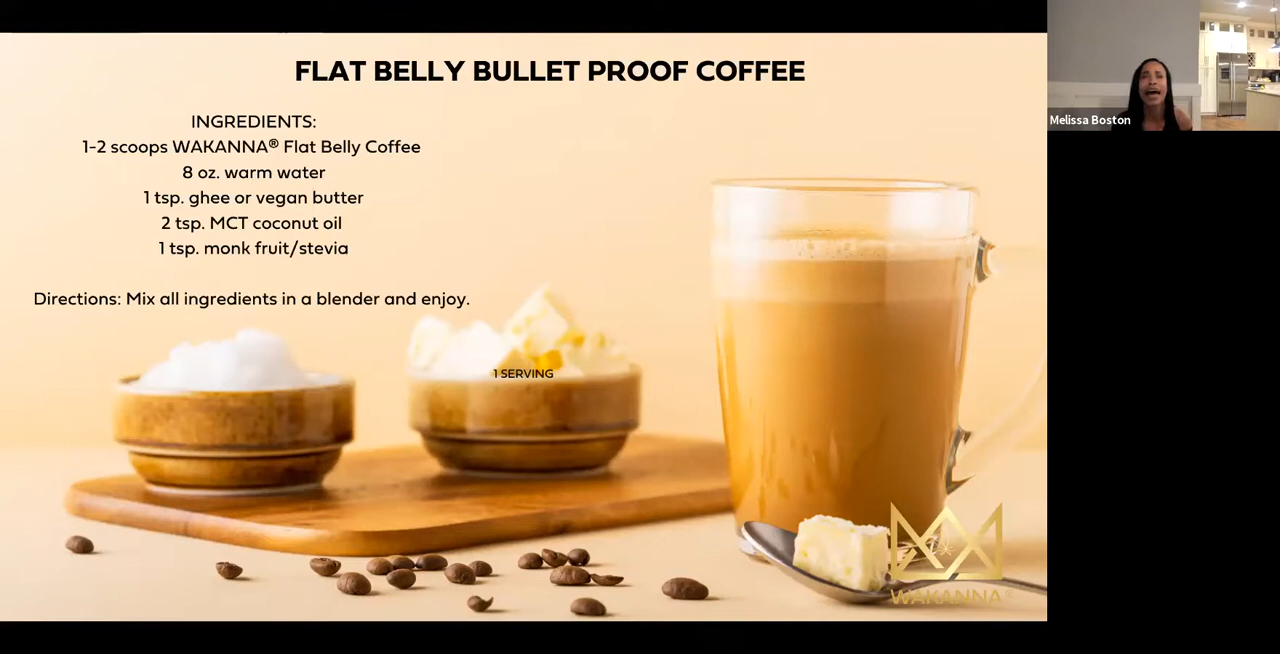 FLAT BELLY BULLET PROOF COFFEE
INGREDIENTS:
1-2 scoops WAKANNA® Flat Belly Coffee
8 oz. warm water
1 tsp. ghee or vegan butter
2 tsp. MCT coconut oil
1 tsp. monk fruit/stevia
Directions: Mix all ingredients in a blender and enjoy.
1 SERVING
WAKANNA®
Melissa Boston